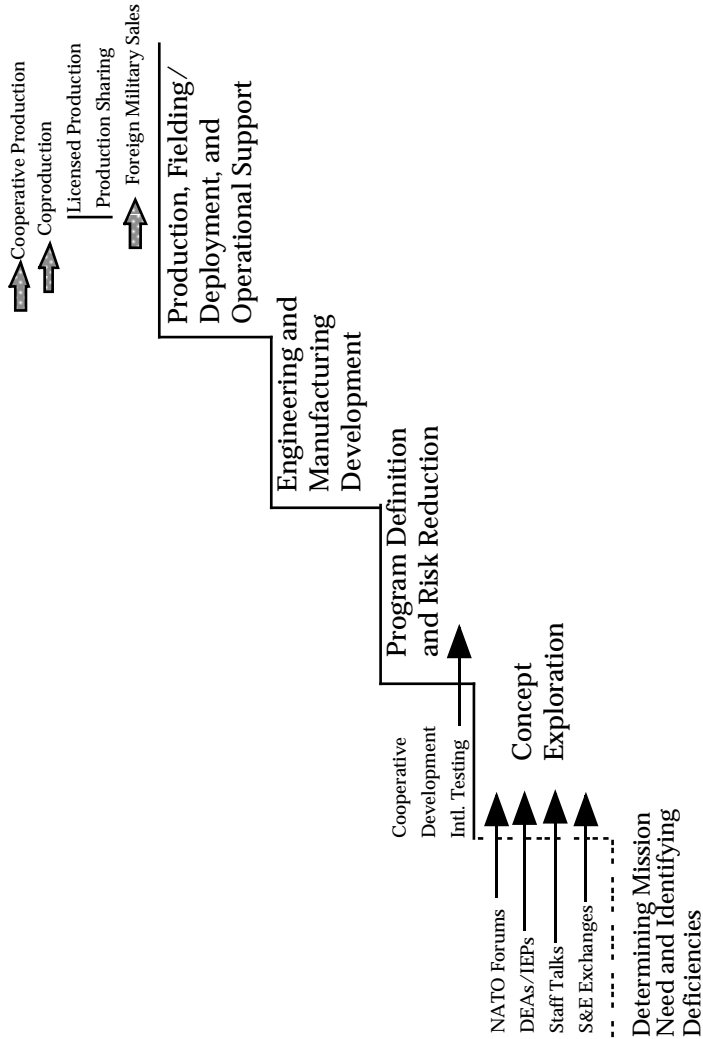 Cooperative Production
Coproduction
Licensed Production
Production Sharing
Foreign Military Sales
Production, Fielding/
Deployment, and
Operational Support
Engineering and
Manufacturing
Development
Program Definition
and Risk Reduction
Cooperative
Development
Intl. Testing
Concept
Exploration
NATO Forums
DEAs/IEPs
Staff Talks
S&E Exchanges
Determining Mission
Need and Identifying
Deficiencies